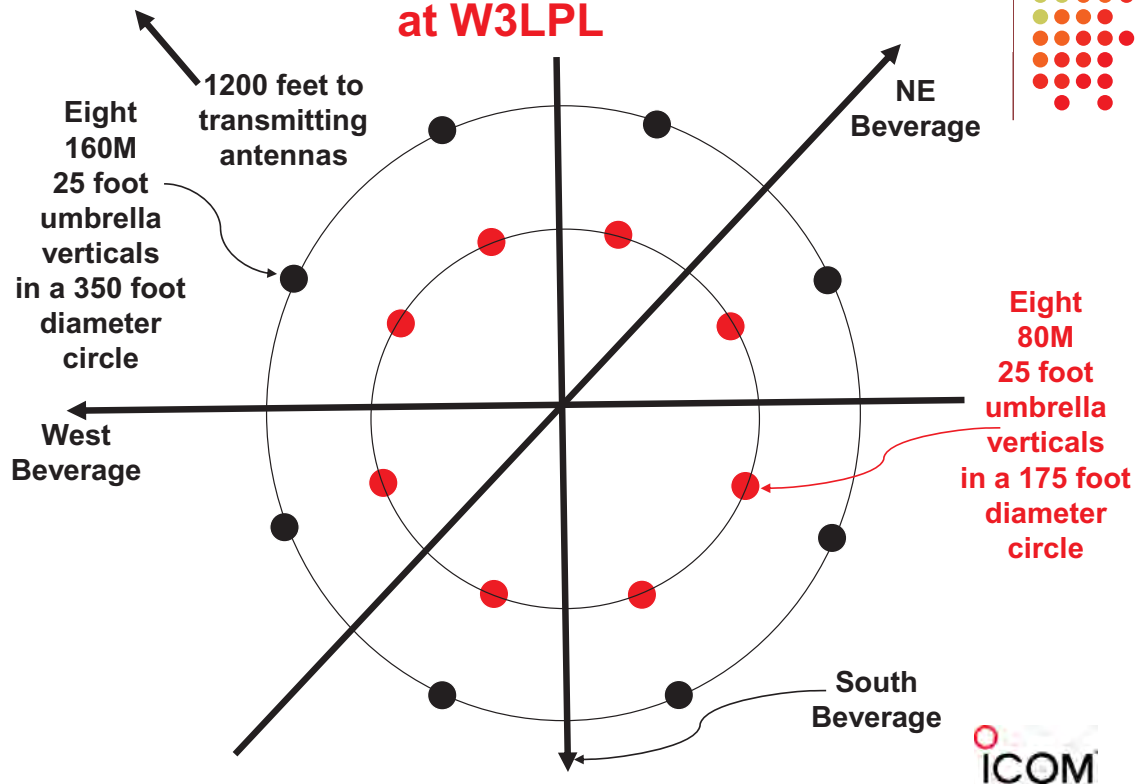 at W3LPL
1200 feet to
transmitting
antennas
Eight
160M
25 foot
umbrella
verticals
in a 350 foot
diameter
circle
NE
Beverage
Eight
80M
25 foot
umbrella
verticals
in a 175 foot
diameter
circle
West
Beverage
South
Beverage
ICOM